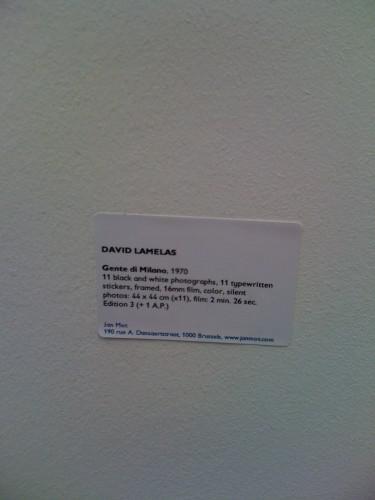 DAVID LAMELAS
Gente di Milano, 1970
11 black and white photographs, 11 typewritten
stickers, framed, 16mm film, color, silent
photos: 44 x 44 cm (x11), film: 2 min. 26 sec.
Edition 3 (+ 1 A.P.)
Jan Mot
190 rue A. Dansaertstraat, 1000 Brussels, www.janmot.com